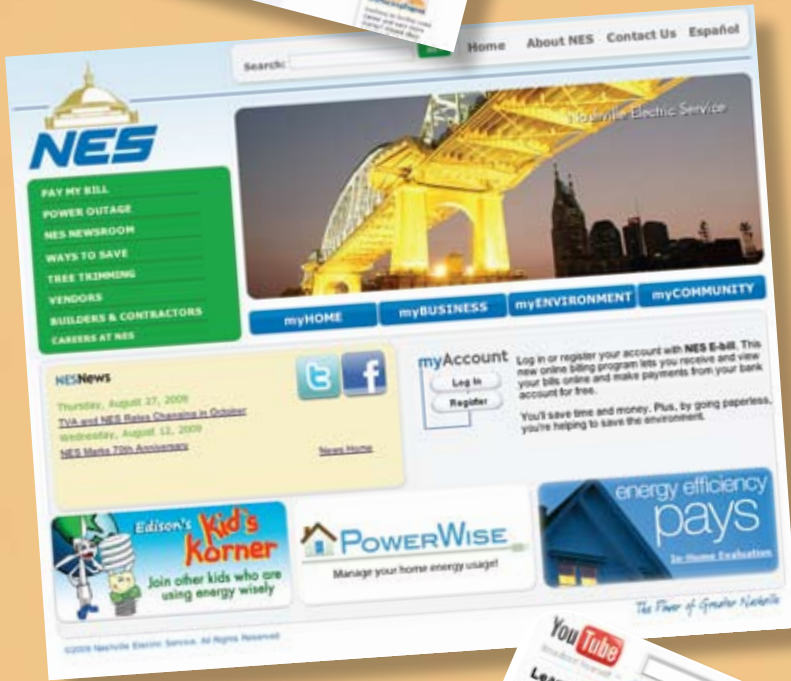 Search:
Home About NES Contact Us Español
NES
Nashville Electric Service
PAY MY BILL
POWER OUTAGE
NES NEWSROOM
WAYS TO SAVE
TREE TRIMMING
VENDORS
BUILDERS & CONTRACTORS
CAREERS AT NES
myHOME myBUSINESS myENVIRONMENT myCOMMUNITY
NESNews
Thursday, August 27, 2009
TVA and NES Rates Changing in October
Wednesday, August 12, 2009
NES Marks 70th Anniversary
News Home
myAccount
Log In
Register
Log in or register your account with NES E-bill. This
new online billing program lets you receive and view
your bills online and make payments from your bank
account for free.
You'll save time and money. Plus, by going paperless,
you're helping to save the environment.
Edison's Kid's
Korner
Join other kids who are
using energy wisely
POWERWISE
Manage your home energy usage!
energy efficiency
pays
In-Home Evaluation
The Power of Greater Nashville
©2009 Nashville Electric Service. All Rights Reserved
You Tube